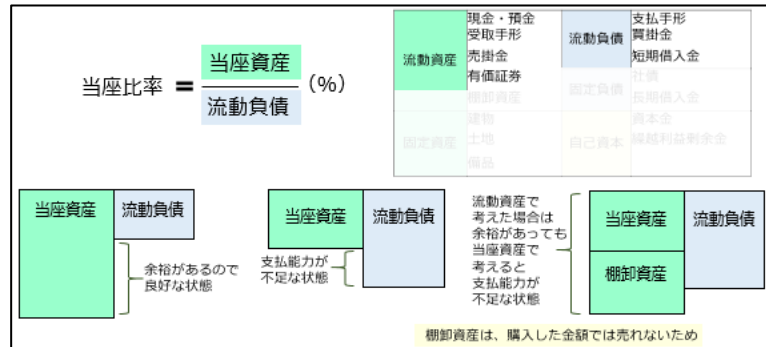 当座比率 = 当座資産 / 流動負債 (%)
流動資産
現金・預金
受取手形
売掛金
有価証券
棚卸資産
流動負債
支払手形
買掛金
短期借入金
固定負債
社債
長期借入金
固定資産
建物
土地
備品
自己資本
資本金
繰越利益剰余金
当座資産
流動負債
余裕があるので
良好な状態
当座資産
流動負債
支払能力が
不足な状態
流動資産で
考えた場合は
余裕があっても
当座資産で
考えると
支払能力が
不足な状態
当座資産
棚卸資産
流動負債
棚卸資産は、購入した金額では売れないため